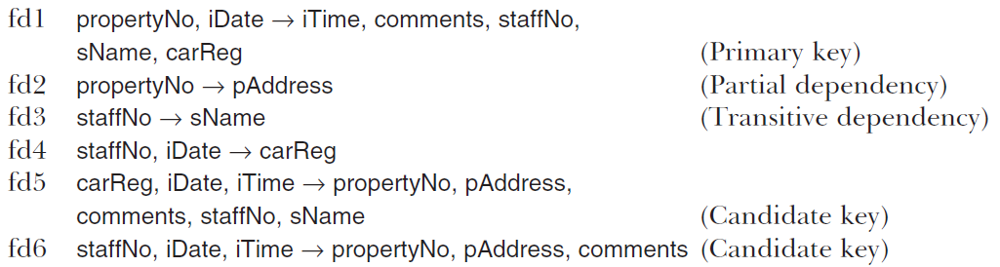 fd1 propertyNo, iDate → iTime, comments, staffNo,
sName, carReg (Primary key)
fd2 propertyNo → pAddress (Partial dependency)
fd3 staffNo → sName (Transitive dependency)
fd4 staffNo, iDate → carReg
fd5 carReg, iDate, iTime → propertyNo, pAddress,
comments, staffNo, sName (Candidate key)
fd6 staffNo, iDate, iTime → propertyNo, pAddress, comments (Candidate key)